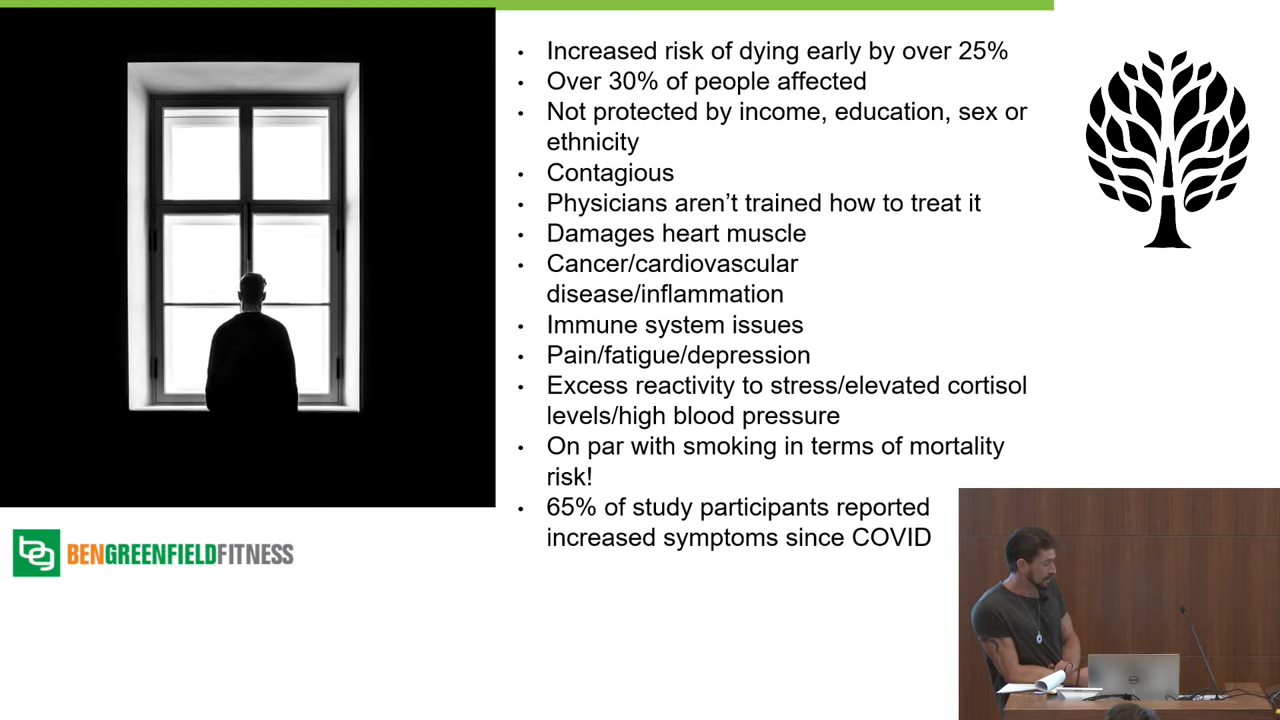 • Increased risk of dying early by over 25%
• Over 30% of people affected
• Not protected by income, education, sex or
ethnicity
• Contagious
• Physicians aren’t trained how to treat it
• Damages heart muscle
• Cancer/cardiovascular
disease/inflammation
• Immune system issues
• Pain/fatigue/depression
• Excess reactivity to stress/elevated cortisol
levels/high blood pressure
• On par with smoking in terms of mortality
risk!
• 65% of study participants reported
increased symptoms since COVID
beg BENGREENFIELDFITNESS